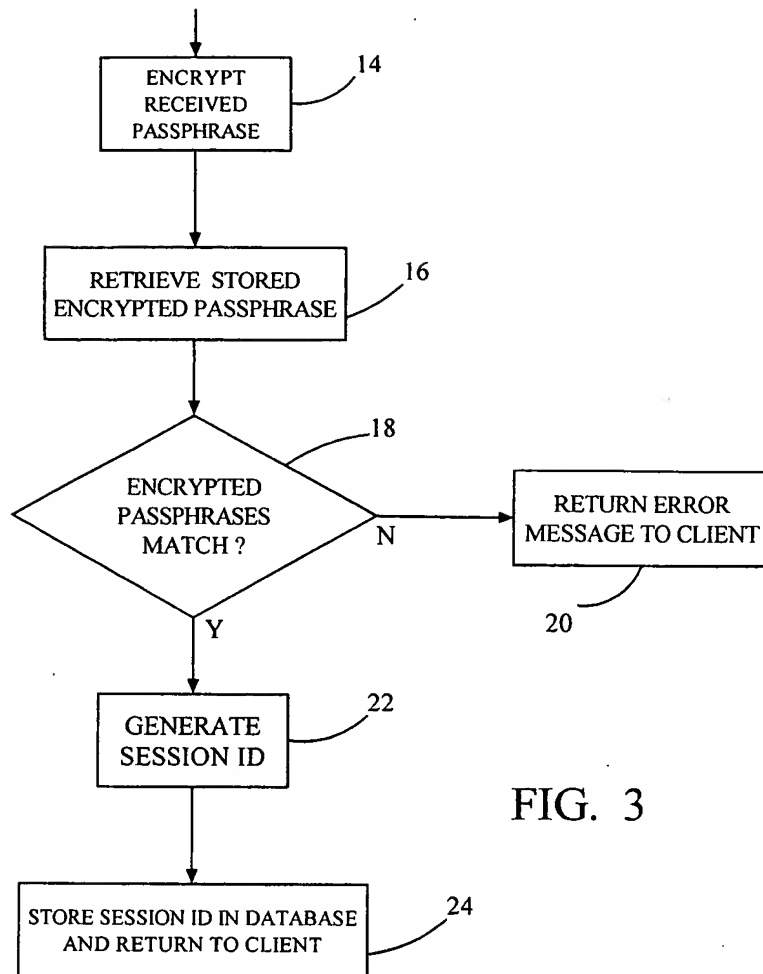 ENCRYPT
RECEIVED
PASSPHRASE
14
RETRIEVE STORED
ENCRYPTED PASSPHRASE
16
18
ENCRYPTED
PASSPHRASES
MATCH ?
N
Y
RETURN ERROR
MESSAGE TO CLIENT
20
GENERATE
SESSION ID
22
FIG. 3
STORE SESSION ID IN DATABASE
AND RETURN TO CLIENT
24